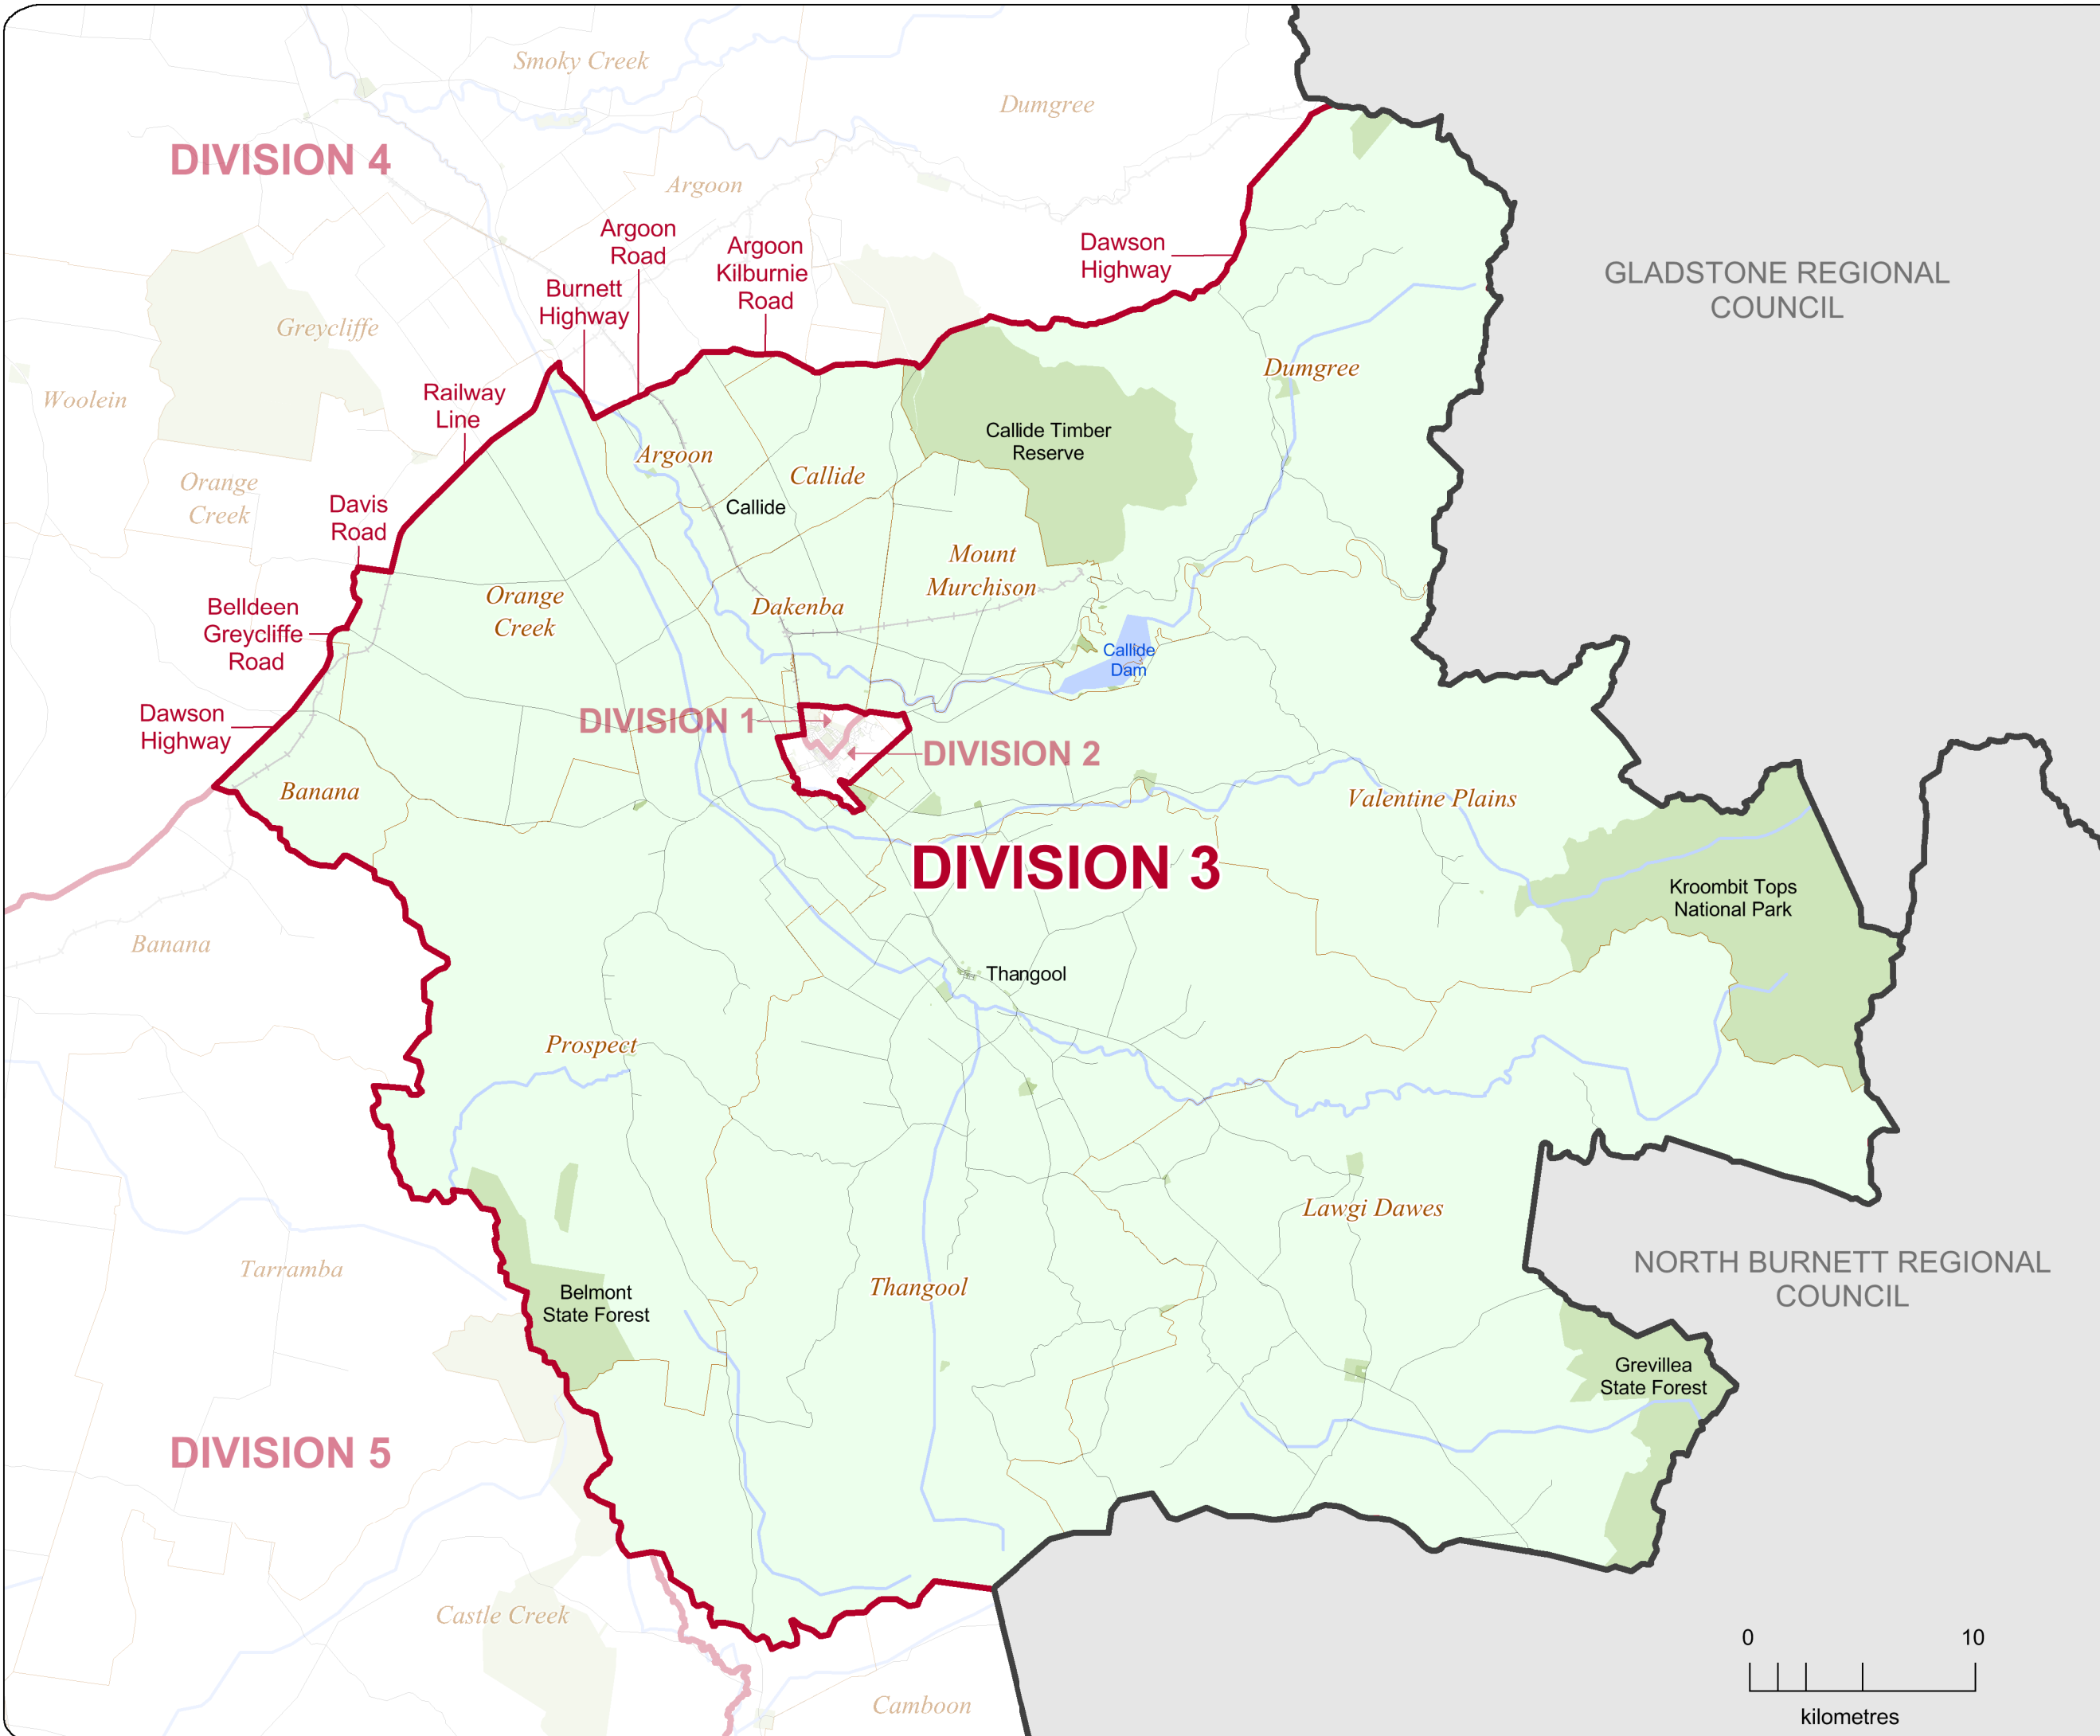 Smoky Creek
Dumgree
DIVISION 4
Argoon
Argoon
Road
Argoon
Kilburnie
Road
Dawson
Highway
GLADSTONE REGIONAL
COUNCIL
Burnett
Highway
Greycliffe
Dumgree
Woolein
Railway
Line
Callide Timber
Reserve
Argoon
Callide
Orange
Creek
Callide
Davis
Road
Mount
Murchison
Orange
Creek
Dakenba
Belldeen
Greycliffe
Road
Callide
Dam
Dawson
Highway
DIVISION 1
DIVISION 2
Banana
Valentine Plains
DIVISION 3
Kroombit Tops
National Park
Banana
Thangool
Prospect
Lawgi Dawes
Tarramba
NORTH BURNETT REGIONAL
COUNCIL
Thangool
Belmont
State Forest
Grevillea
State Forest
DIVISION 5
Castle Creek
Camboon
0 10
kilometres